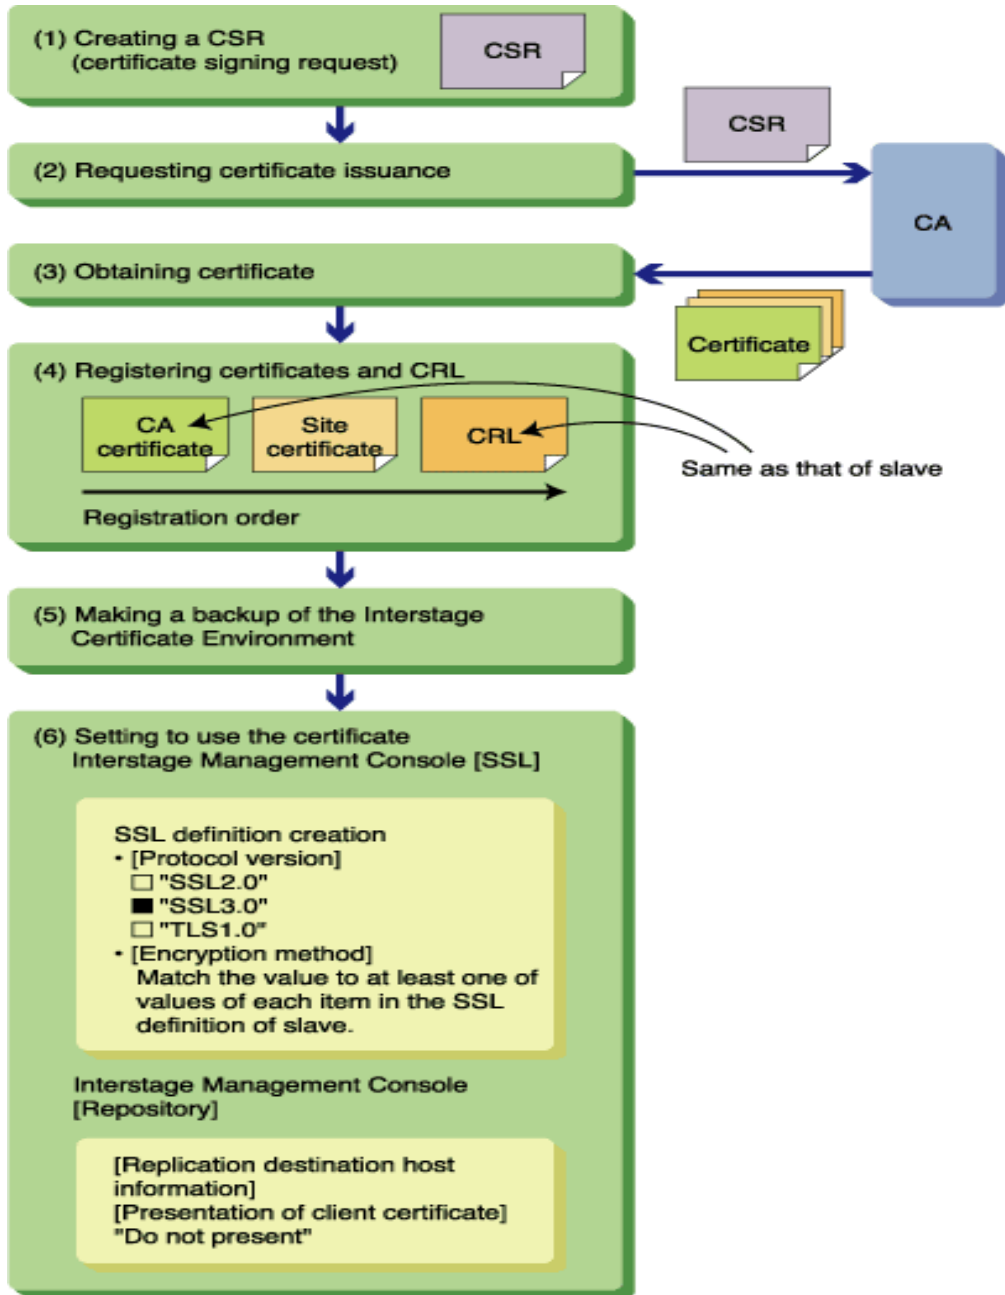 (1) Creating a CSR
(certificate signing request)
CSR
CSR
(2) Requesting certificate issuance
CA
(3) Obtaining certificate
Certificate
(4) Registering certificates and CRL
CA
certificate
Site
certificate
CRL
Same as that of slave
Registration order
(5) Making a backup of the Interstage
Certificate Environment
(6) Setting to use the certificate
Interstage Management Console [SSL]
SSL definition creation
• [Protocol version]
□ "SSL2.0"
■ "SSL3.0"
□ "TLS1.0"
• [Encryption method]
Match the value to at least one of
values of each item in the SSL
definition of slave.
Interstage Management Console
[Repository]
[Replication destination host
information]
[Presentation of client certificate]
"Do not present"